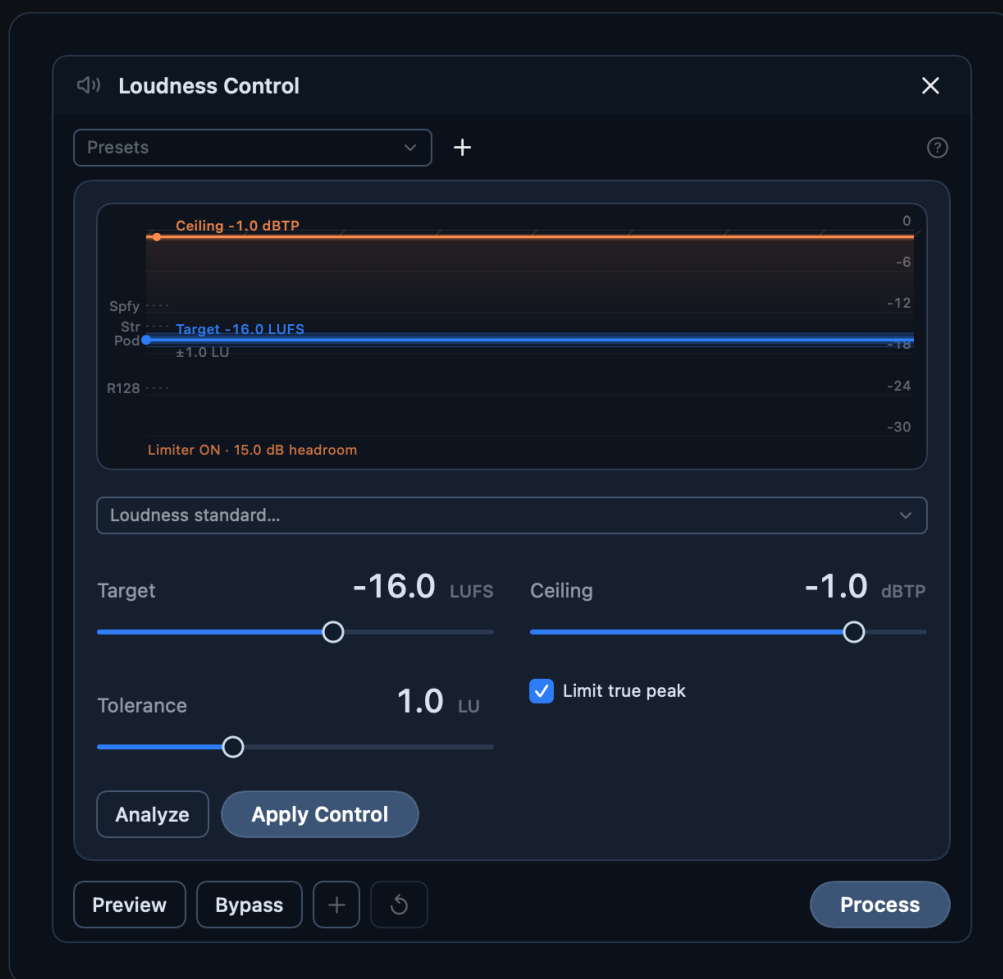 Loudness Control
Presets
Ceiling -1.0 dBTP
0
-6
-12
Spfy
Str
Target -16.0 LUFS
Pod
-18
±1.0 LU
R128
-24
-30
Limiter ON · 15.0 dB headroom
Loudness standard...
Target -16.0 LUFS
Ceiling -1.0 dBTP
Tolerance 1.0 LU
Limit true peak
Analyze
Apply Control
Preview
Bypass
Process